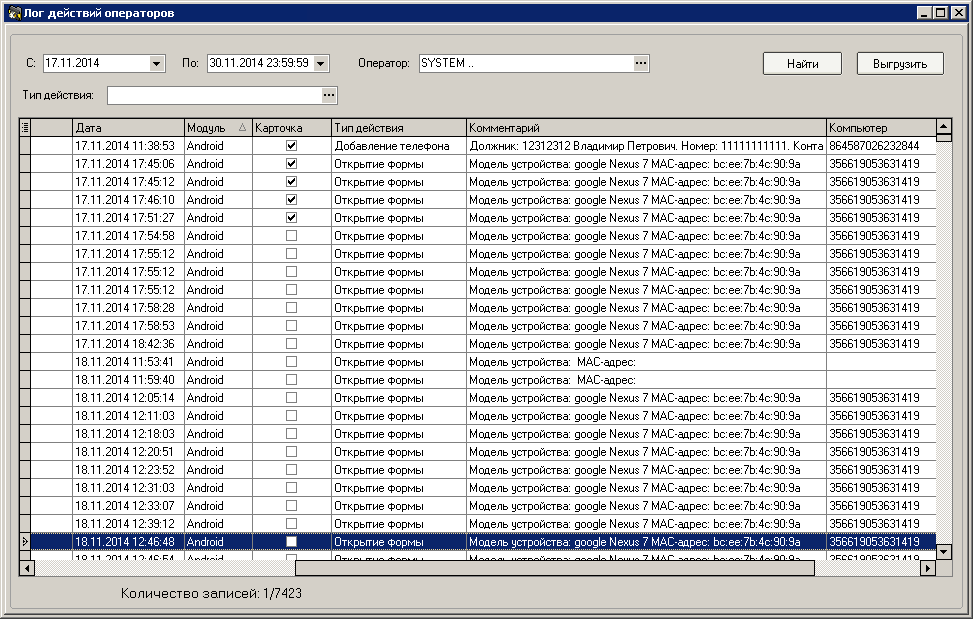 Лог действий операторов
С: 17.11.2014 По: 30.11.2014 23:59:59 Оператор: SYSTEM .. ... Найти Выгрузить
Тип действия: ...
Дата Модуль Карточка Тип действия Комментарий Компьютер
17.11.2014 11:38:53 Android Добавление телефона Должник: 12312312 Владимир Петрович. Номер: 11111111111. Конта 864587026232844
17.11.2014 17:45:06 Android Открытие формы Модель устройства: google Nexus 7 MAC-адрес: bc:ee:7b:4c:90:9a 356619053631419
17.11.2014 17:45:12 Android Открытие формы Модель устройства: google Nexus 7 MAC-адрес: bc:ee:7b:4c:90:9a 356619053631419
17.11.2014 17:46:10 Android Открытие формы Модель устройства: google Nexus 7 MAC-адрес: bc:ee:7b:4c:90:9a 356619053631419
17.11.2014 17:51:27 Android Открытие формы Модель устройства: google Nexus 7 MAC-адрес: bc:ee:7b:4c:90:9a 356619053631419
17.11.2014 17:54:58 Android Открытие формы Модель устройства: google Nexus 7 MAC-адрес: bc:ee:7b:4c:90:9a 356619053631419
17.11.2014 17:55:12 Android Открытие формы Модель устройства: google Nexus 7 MAC-адрес: bc:ee:7b:4c:90:9a 356619053631419
17.11.2014 17:55:12 Android Открытие формы Модель устройства: google Nexus 7 MAC-адрес: bc:ee:7b:4c:90:9a 356619053631419
17.11.2014 17:55:12 Android Открытие формы Модель устройства: google Nexus 7 MAC-адрес: bc:ee:7b:4c:90:9a 356619053631419
17.11.2014 17:58:28 Android Открытие формы Модель устройства: google Nexus 7 MAC-адрес: bc:ee:7b:4c:90:9a 356619053631419
17.11.2014 17:58:53 Android Открытие формы Модель устройства: google Nexus 7 MAC-адрес: bc:ee:7b:4c:90:9a 356619053631419
17.11.2014 18:42:36 Android Открытие формы Модель устройства: google Nexus 7 MAC-адрес: bc:ee:7b:4c:90:9a 356619053631419
18.11.2014 11:53:41 Android Открытие формы Модель устройства: MAC-адрес:
18.11.2014 11:59:40 Android Открытие формы Модель устройства: MAC-адрес:
18.11.2014 12:05:14 Android Открытие формы Модель устройства: google Nexus 7 MAC-адрес: bc:ee:7b:4c:90:9a 356619053631419
18.11.2014 12:11:03 Android Открытие формы Модель устройства: google Nexus 7 MAC-адрес: bc:ee:7b:4c:90:9a 356619053631419
18.11.2014 12:18:03 Android Открытие формы Модель устройства: google Nexus 7 MAC-адрес: bc:ee:7b:4c:90:9a 356619053631419
18.11.2014 12:20:51 Android Открытие формы Модель устройства: google Nexus 7 MAC-адрес: bc:ee:7b:4c:90:9a 356619053631419
18.11.2014 12:23:52 Android Открытие формы Модель устройства: google Nexus 7 MAC-адрес: bc:ee:7b:4c:90:9a 356619053631419
18.11.2014 12:31:03 Android Открытие формы Модель устройства: google Nexus 7 MAC-адрес: bc:ee:7b:4c:90:9a 356619053631419
18.11.2014 12:33:07 Android Открытие формы Модель устройства: google Nexus 7 MAC-адрес: bc:ee:7b:4c:90:9a 356619053631419
18.11.2014 12:39:12 Android Открытие формы Модель устройства: google Nexus 7 MAC-адрес: bc:ee:7b:4c:90:9a 356619053631419
18.11.2014 12:46:48 Android Открытие формы Модель устройства: google Nexus 7 MAC-адрес: bc:ee:7b:4c:90:9a 356619053631419
18.11.2014 12:46:54 Android Открытие формы Модель устройства: google Nexus 7 MAC-адрес: bc:ee:7b:4c:90:9a 356619053631419
Количество записей: 1/7423